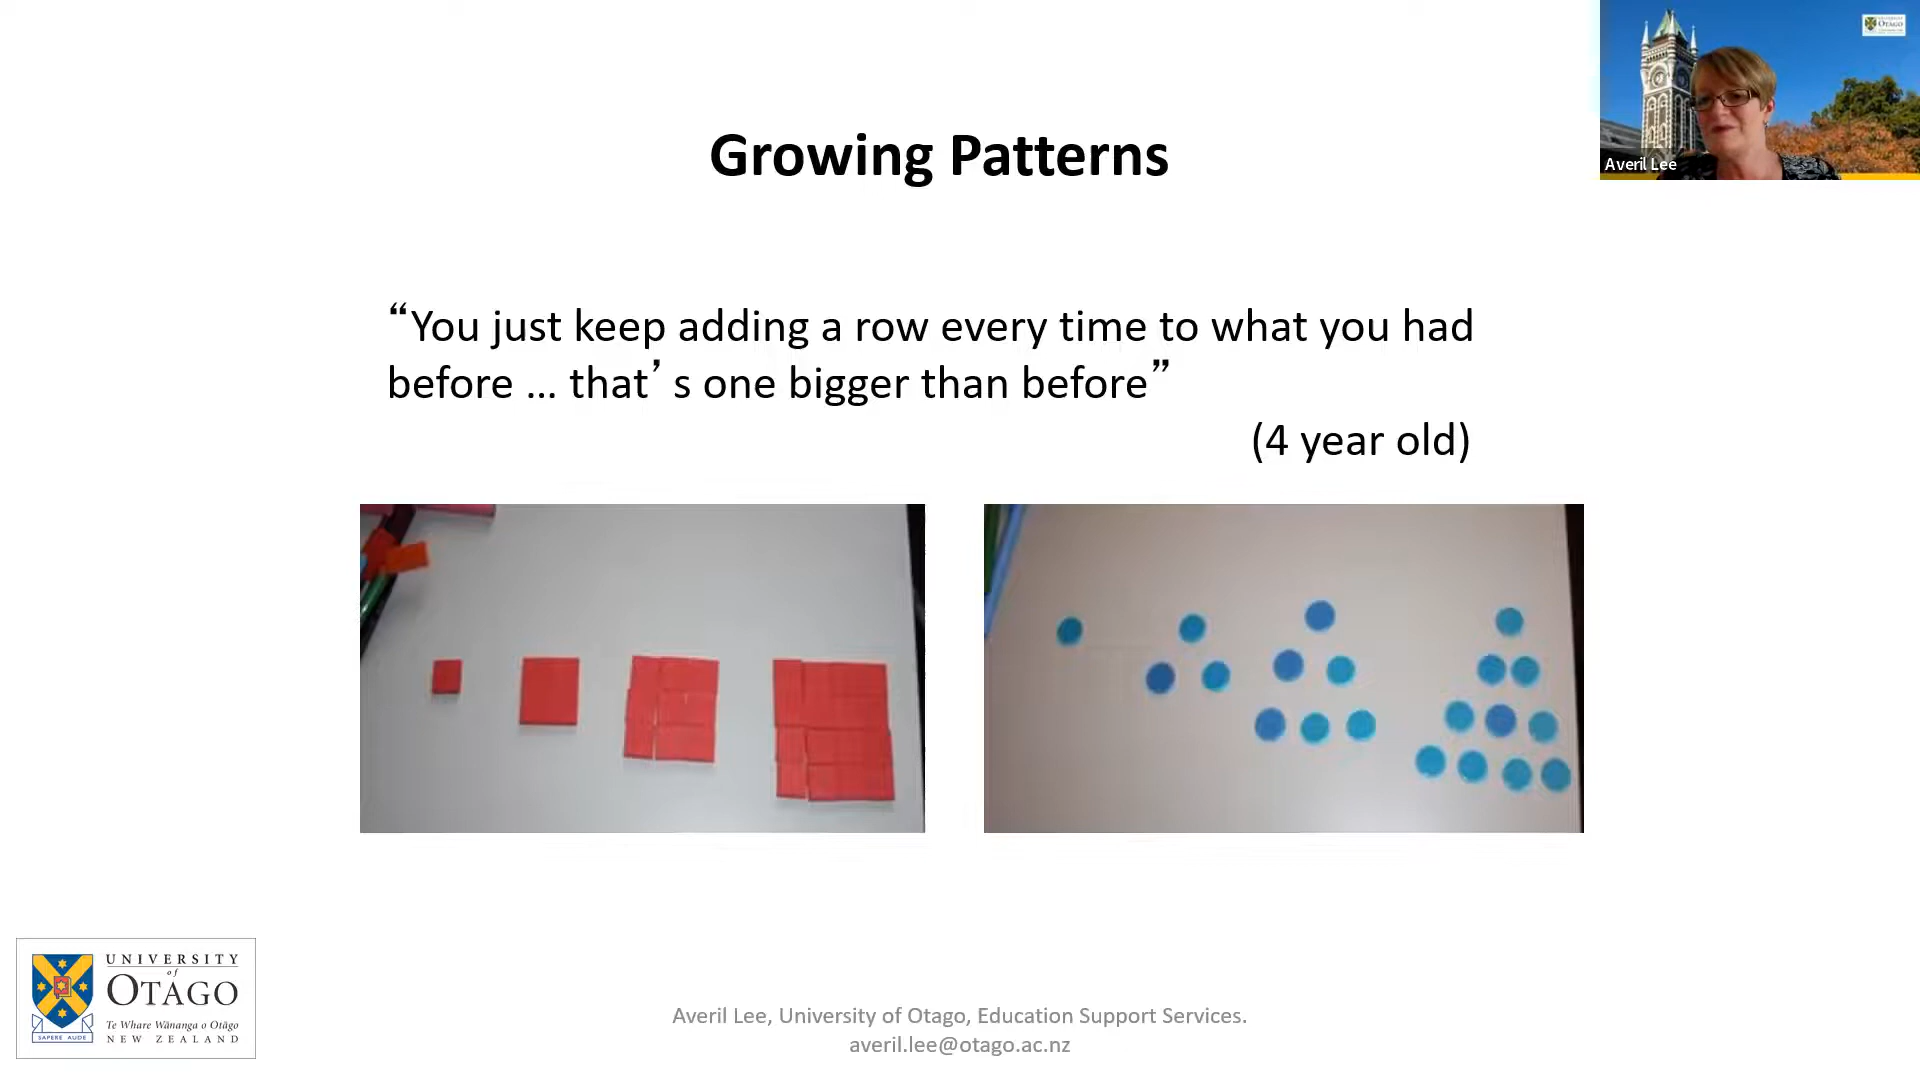 Growing Patterns
OTAGO
Averil Lee
“You just keep adding a row every time to what you had
before ... that’s one bigger than before”
(4 year old)
UNIVERSITY
of
OTAGO
Te Whare Wānanga o Otāgo
NEW ZEALAND
SAPERE AUDE
Averil Lee, University of Otago, Education Support Services.
averil.lee@otago.ac.nz